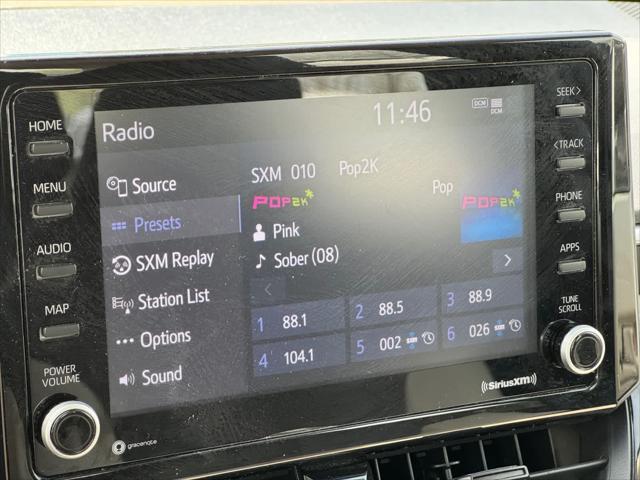 Radio
11:46
DCM
DCM
HOME
MENU
AUDIO
MAP
POWER
VOLUME
Source
Presets
SXM Replay
Station List
Options
Sound
SXM 010 Pop2K
POP2K
Pop
POP2K
Pink
Sober (08)
1 88.1
2 88.5
3 88.9
4 104.1
5 002 SXM
6 026 SXM
SEEK>
<TRACK
PHONE
APPS
TUNE
SCROLL
gracenote
((SiriusXM))